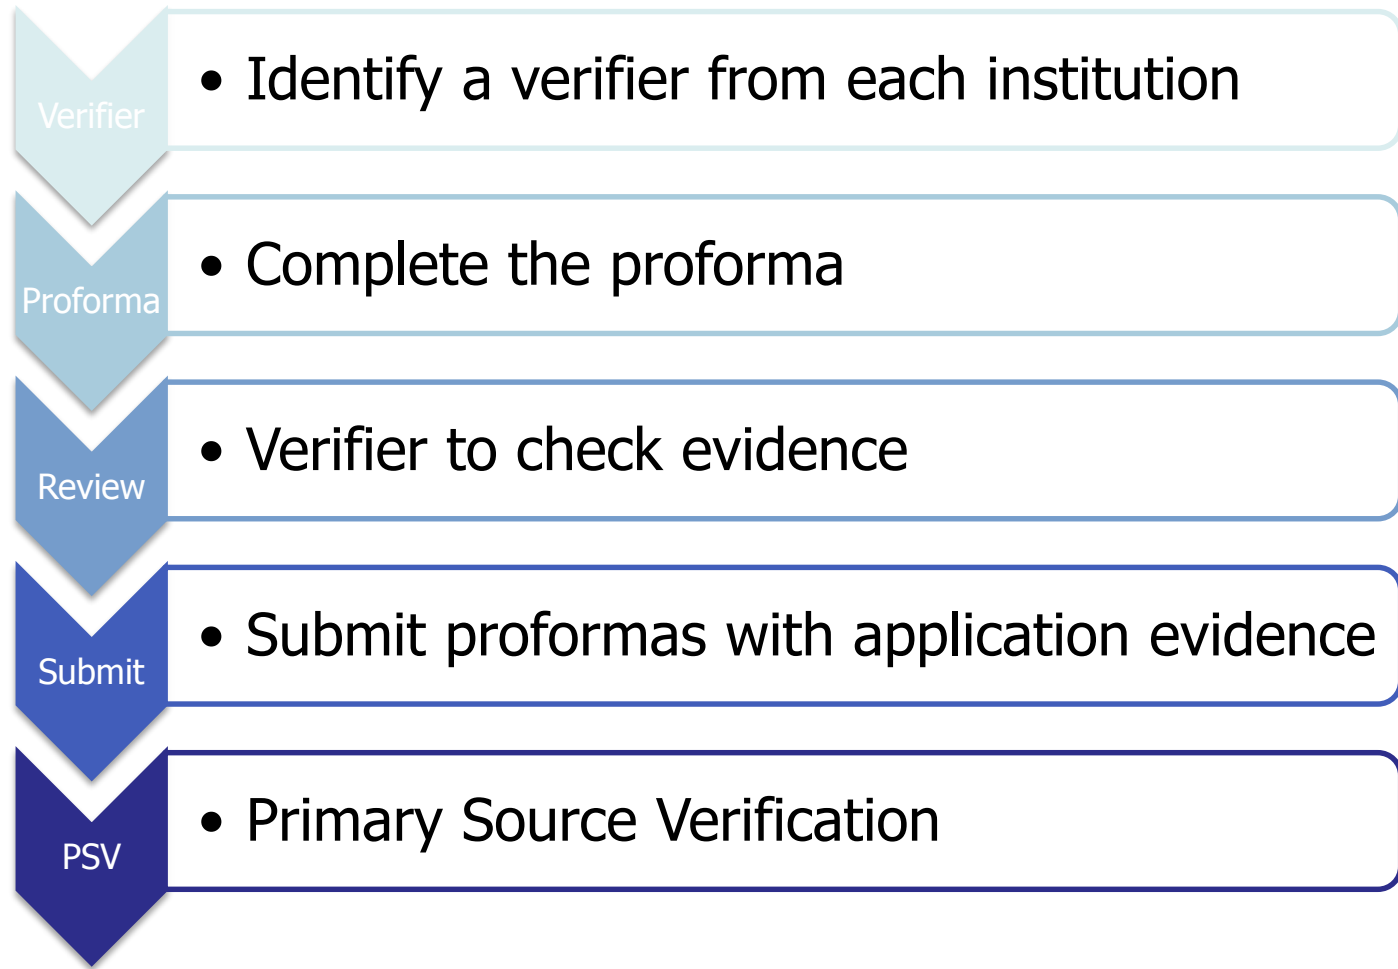 Verifier
• Identify a verifier from each institution
Proforma
• Complete the proforma
Review
• Verifier to check evidence
Submit
• Submit proformas with application evidence
PSV
• Primary Source Verification